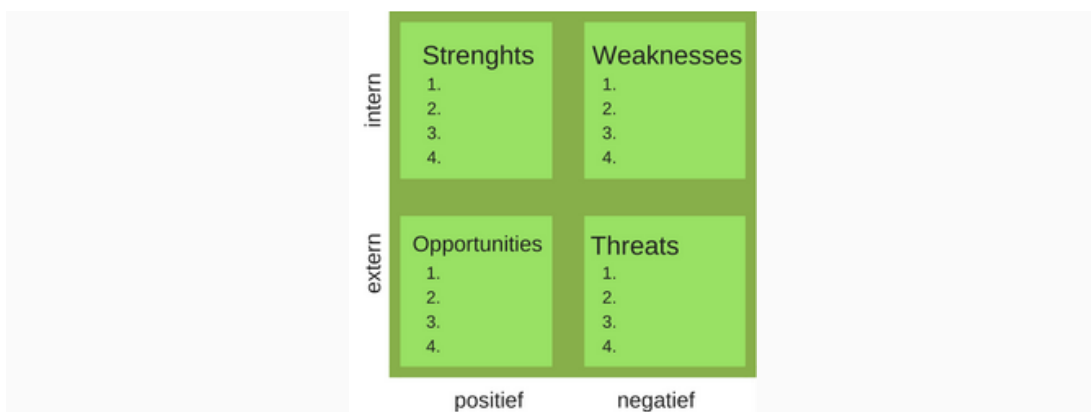 intern
Strenghts
1.
2.
3.
4.
Weaknesses
1.
2.
3.
4.
extern
Opportunities
1.
2.
3.
4.
Threats
1.
2.
3.
4.
positief
negatief